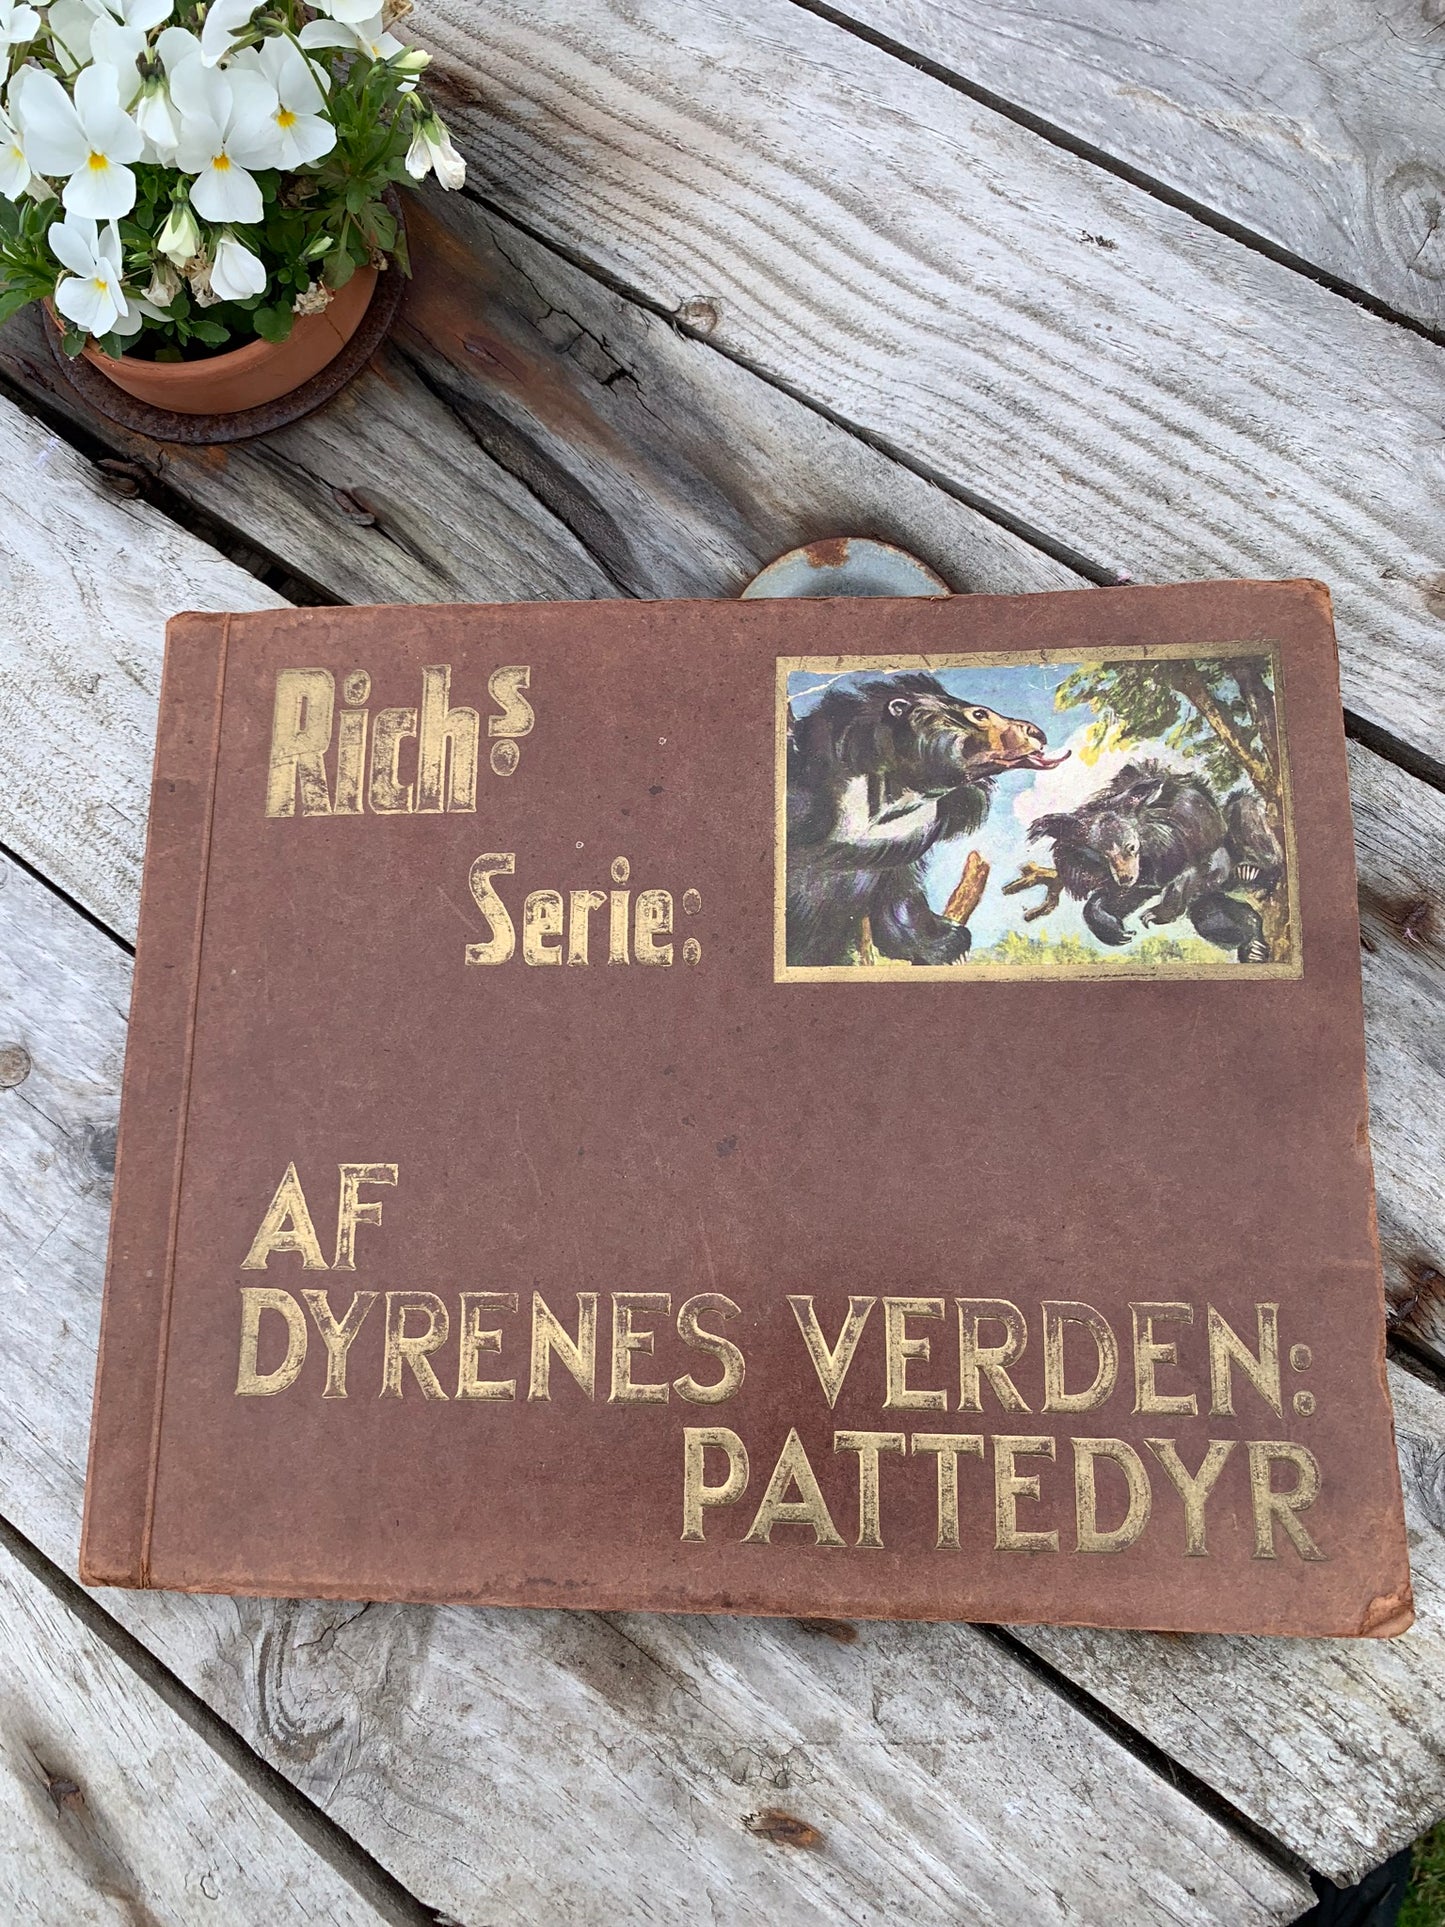 Richs
Serie:
AF
DYRENES VERDEN:
PATTEDYR